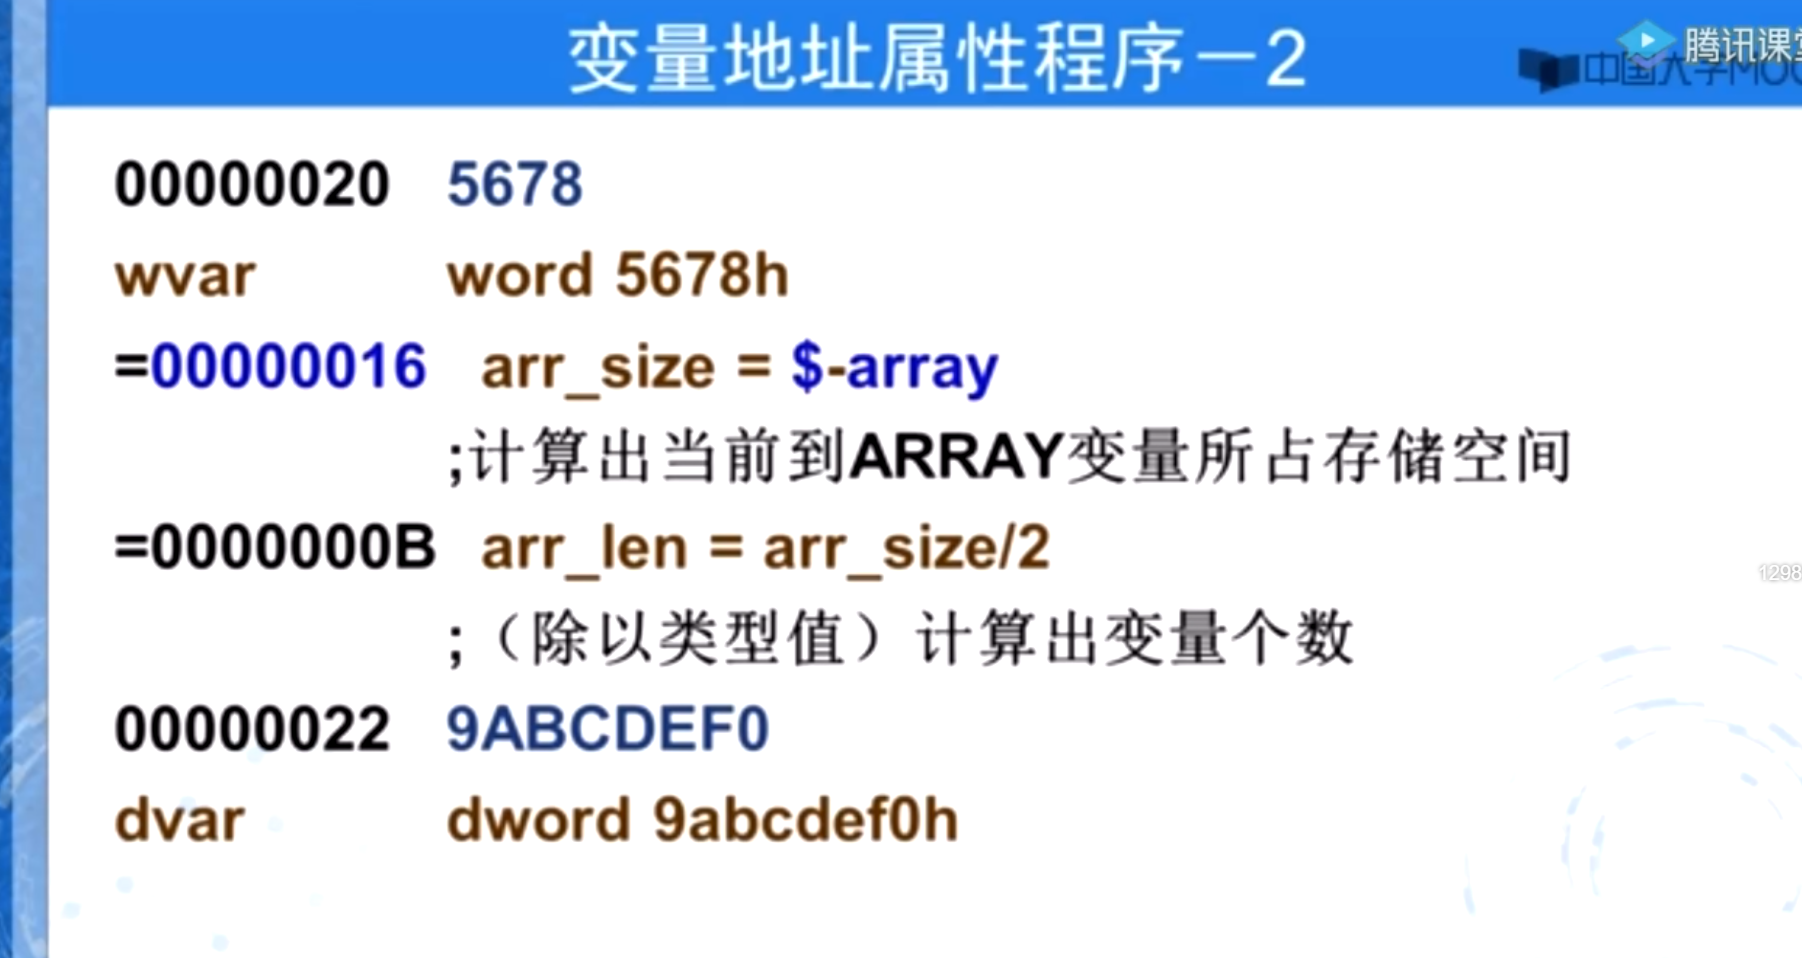 变量地址属性程序－2
腾讯课堂
中国大学MOO
00000020 5678
wvar word 5678h
=00000016 arr_size = $-array
;计算出当前到ARRAY变量所占存储空间
=0000000B arr_len = arr_size/2
;（除以类型值）计算出变量个数
00000022 9ABCDEF0
dvar dword 9abcdef0h
1298